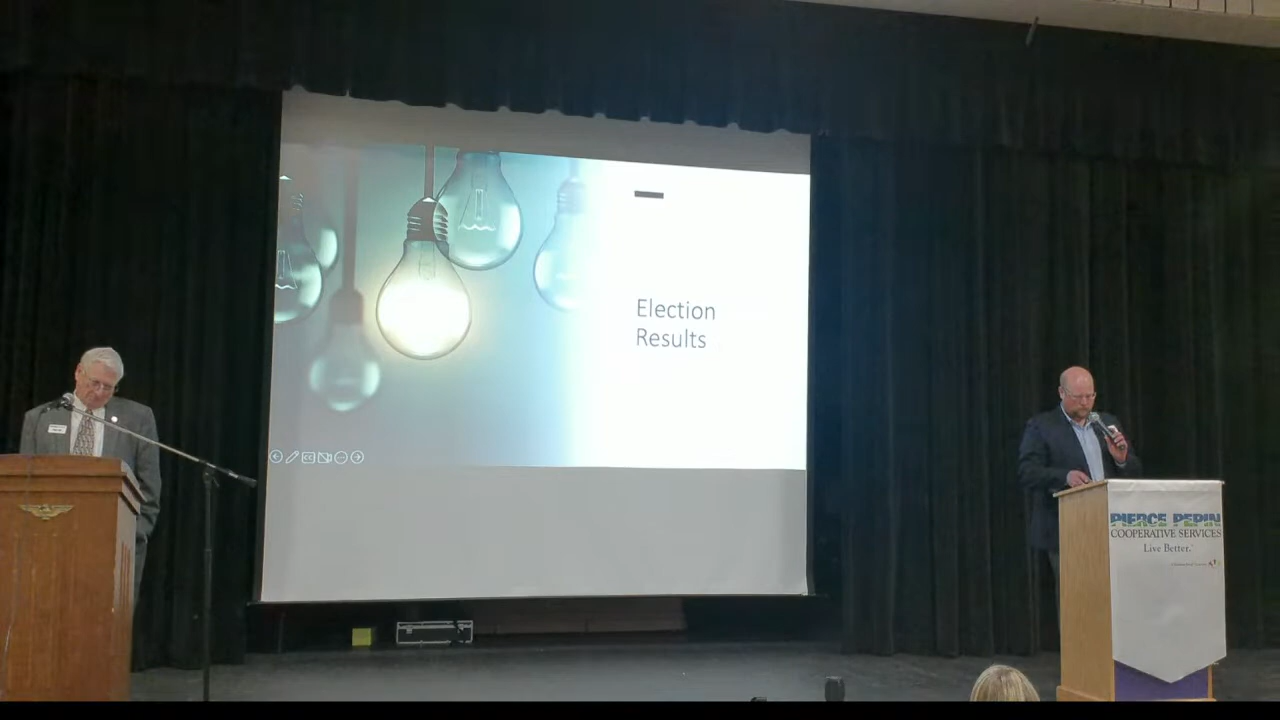 Election
Results
PIERCE PEPIN
COOPERATIVE SERVICES
Live Better.